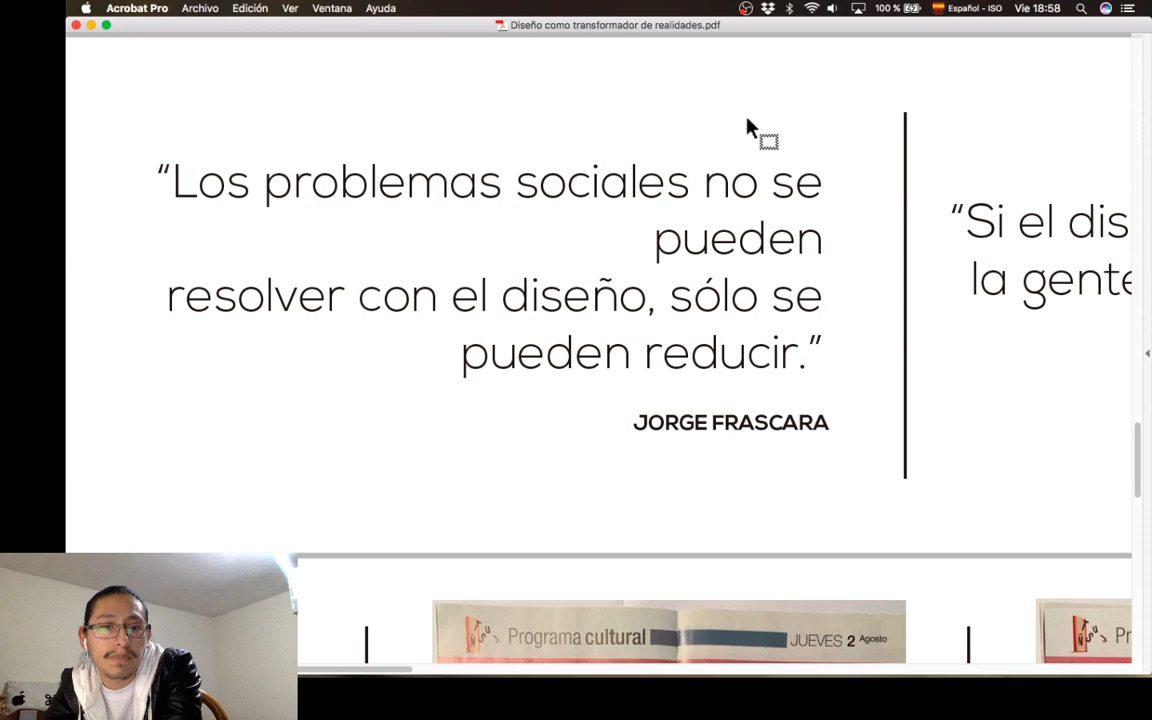 Acrobat Pro Archivo Edición Ver Ventana Ayuda
100 % Español - ISO Vie 18:58
Diseño como transformador de realidades.pdf
“Los problemas sociales no se
pueden
resolver con el diseño, sólo se
pueden reducir.”
JORGE FRASCARA
“Si el dis
la gente
Programa cultural JUEVES 2 Agosto
Pr